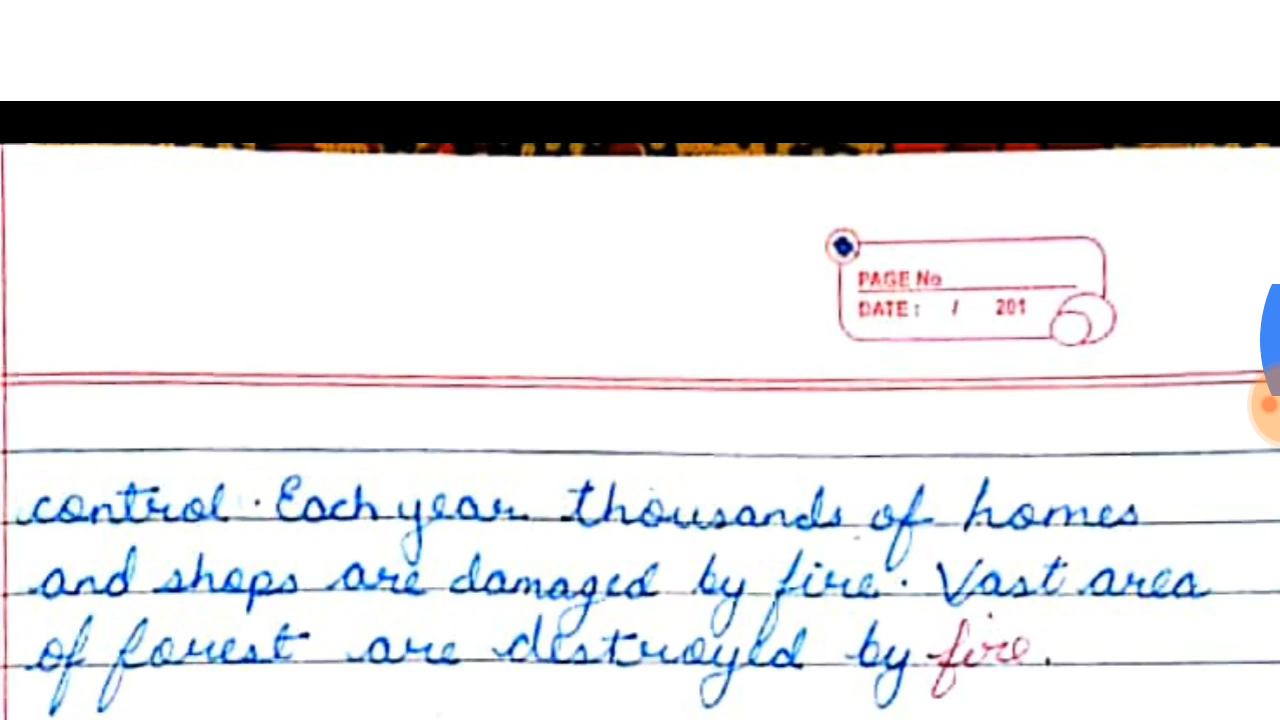 PAGE No
DATE : / 201
control. Each year thousands of homes
and shops are damaged by fire. Vast area
of forest are destroyed by fire.